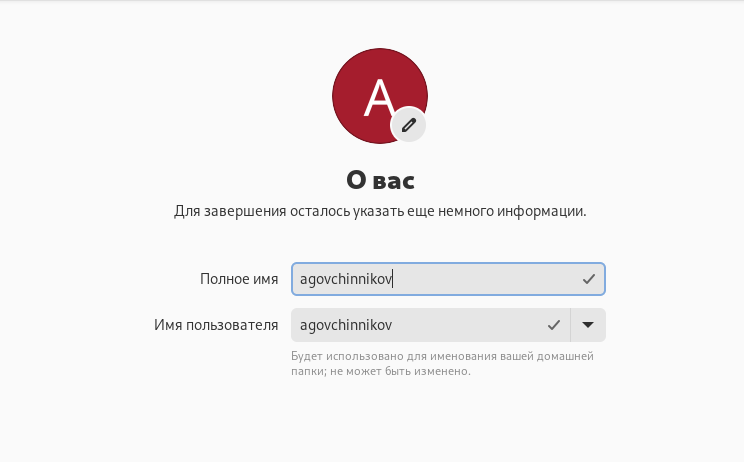 A
О вас
Для завершения осталось указать еще немного информации.
Полное имя agovchinnikov
Имя пользователя agovchinnikov
Будет использовано для именования вашей домашней
папки; не может быть изменено.